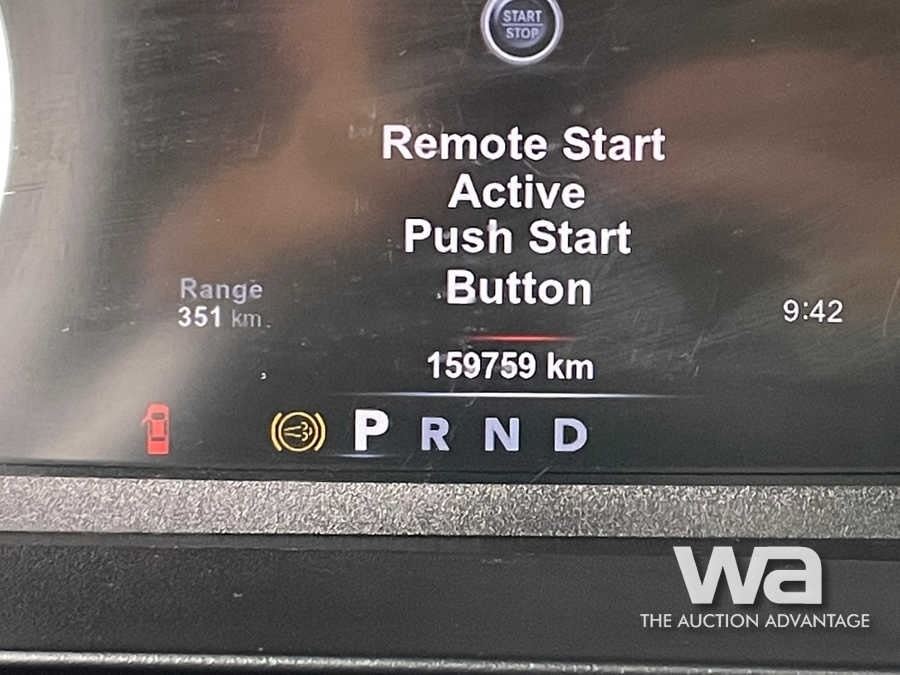 START
STOP
Remote Start
Active
Push Start
Button
Range
351 km
9:42
159759 km
P R N D
wa
THE AUCTION ADVANTAGE